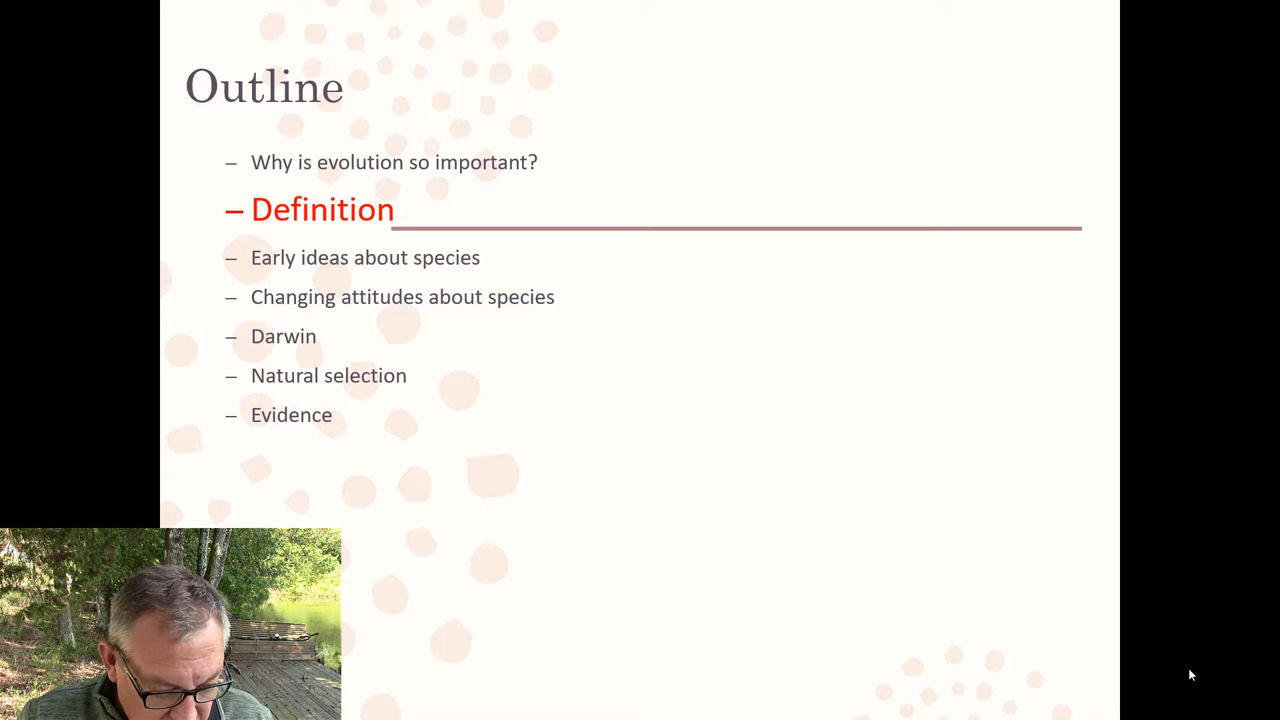 Outline
– Why is evolution so important?
– Definition
– Early ideas about species
– Changing attitudes about species
– Darwin
– Natural selection
– Evidence